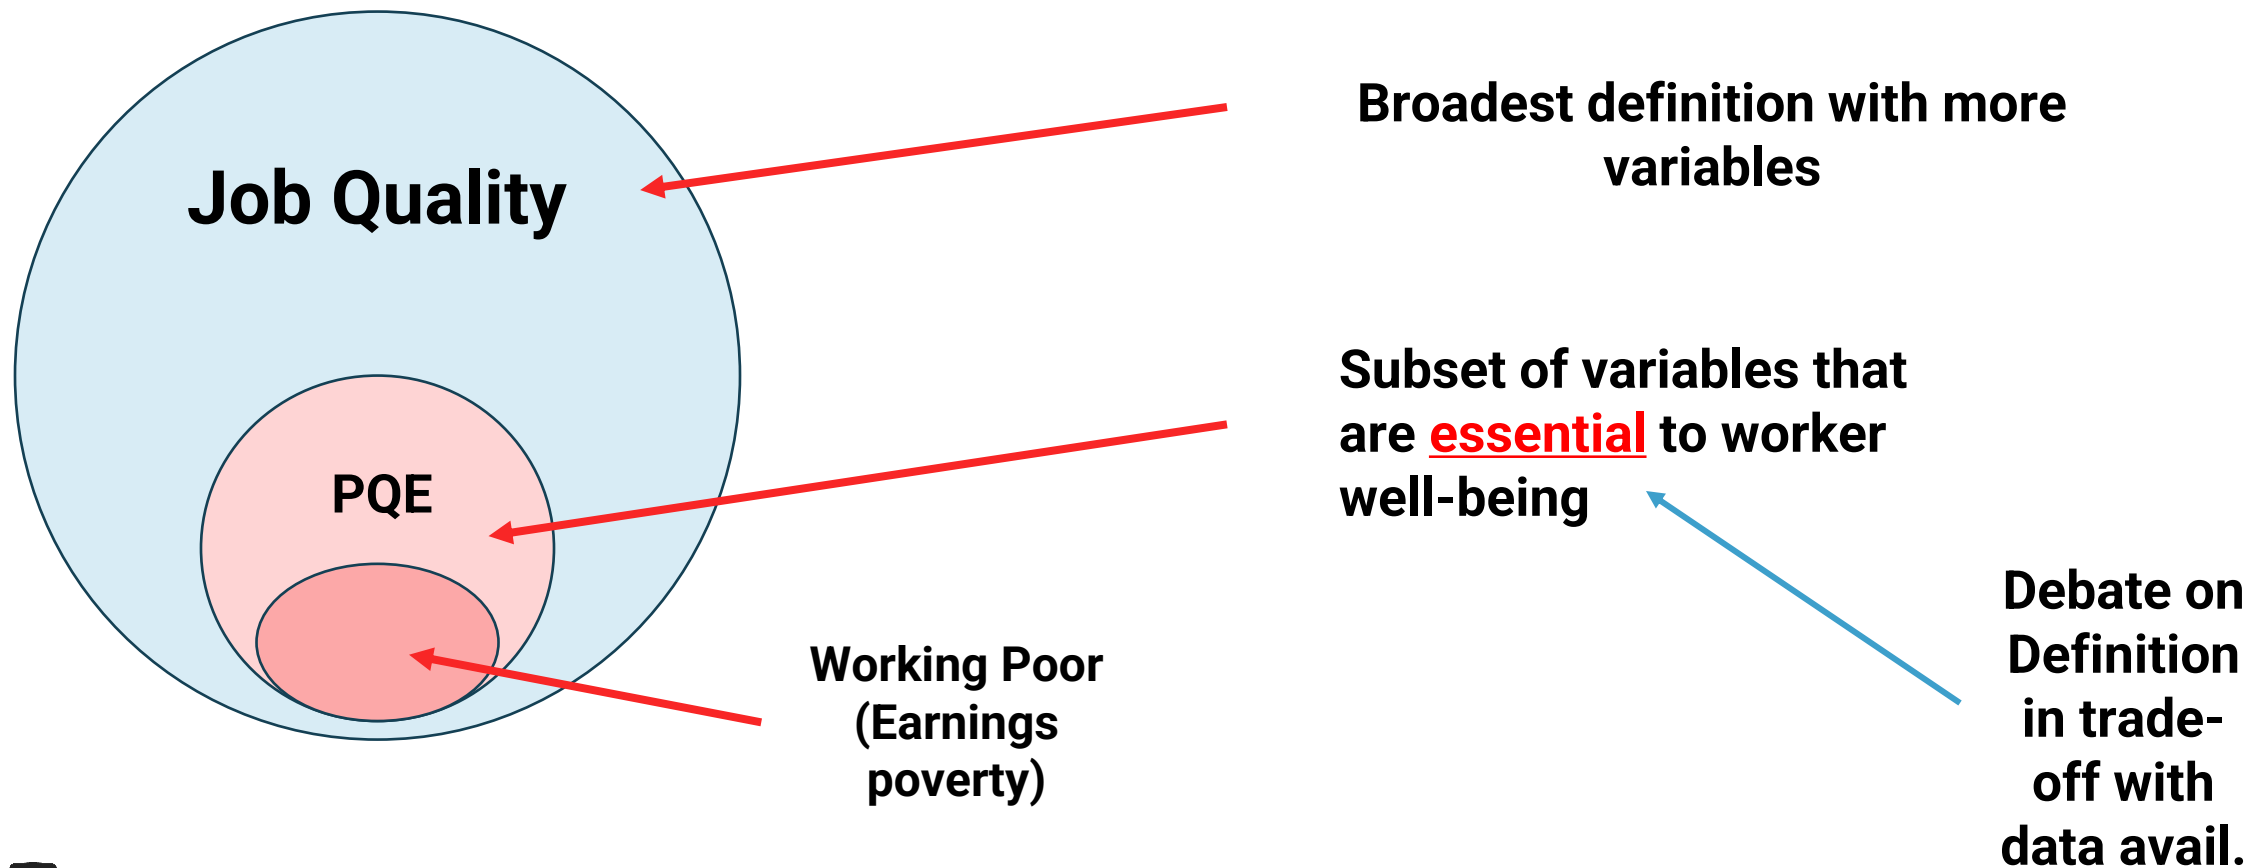 Job Quality
Broadest definition with more
variables
PQE
Subset of variables that
are essential to worker
well-being
Working Poor
(Earnings
poverty)
Debate on
Definition
in trade-
off with
data avail.